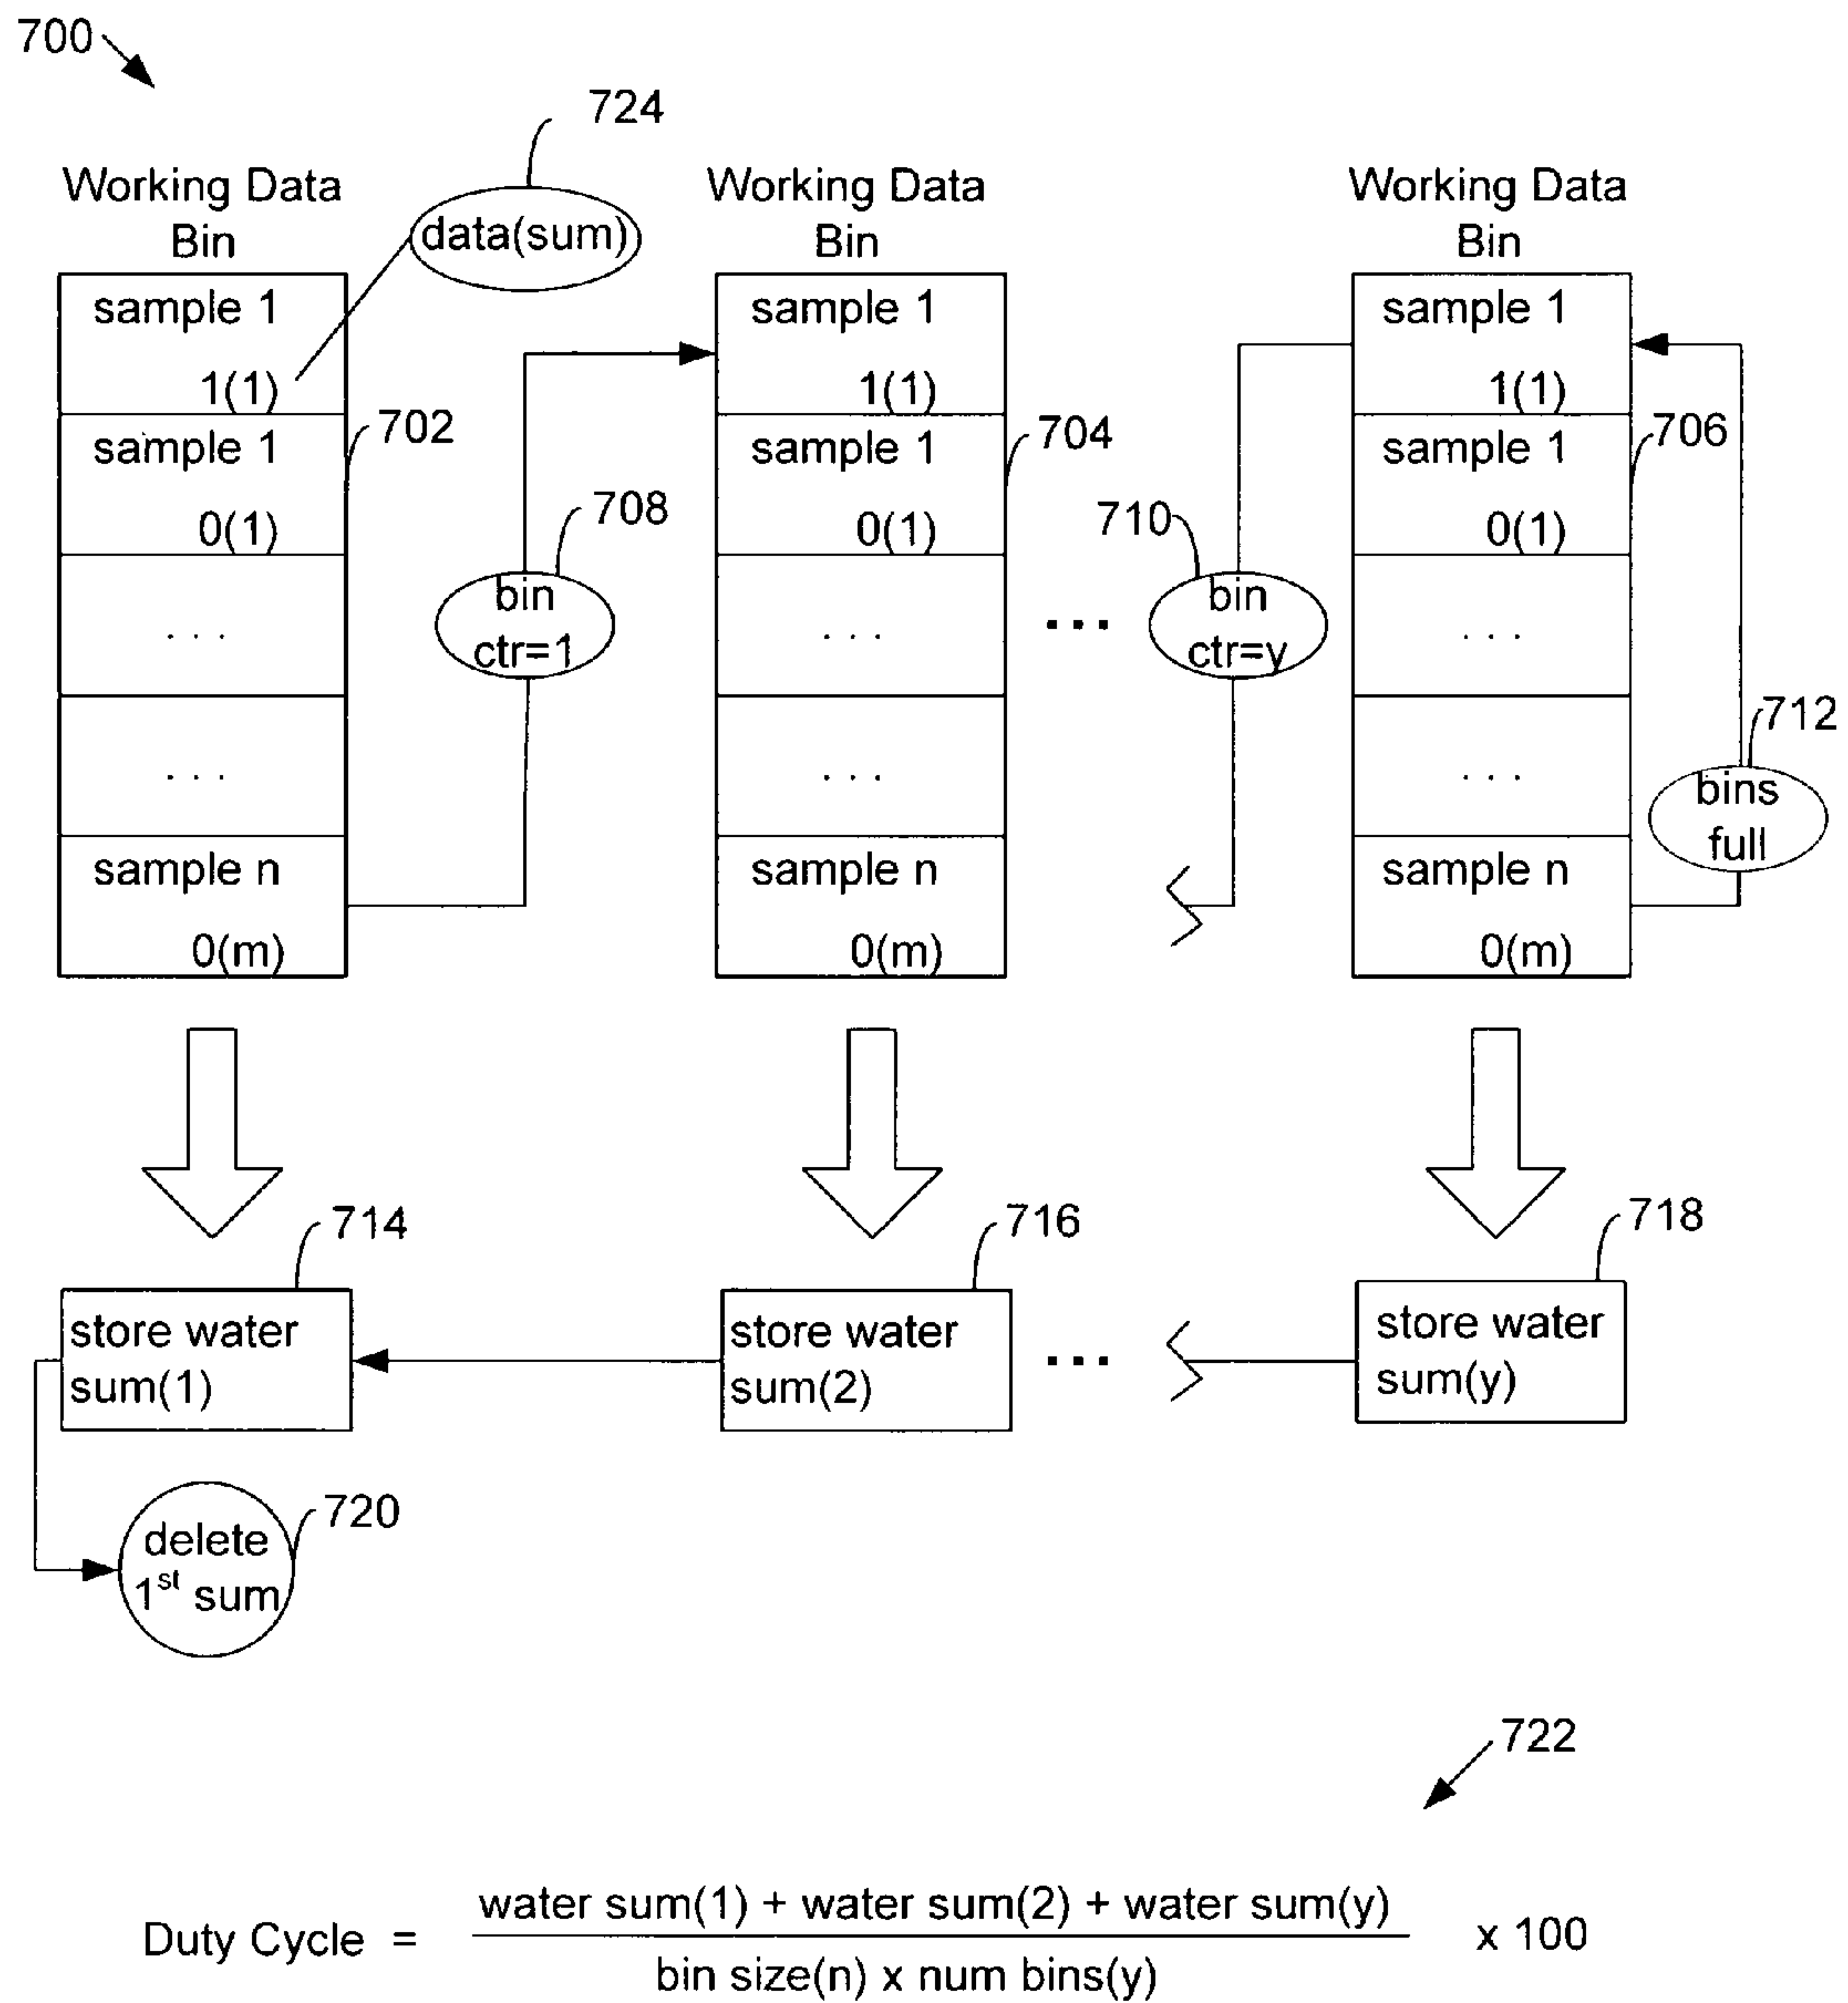 700
724
Working Data
Bin
data(sum)
Working Data
Bin
Working Data
Bin
sample 1
1(1)
702
sample 1
0(1)
. . .
. . .
sample n
0(m)
708
bin
ctr=1
sample 1
1(1)
704
sample 1
0(1)
. . .
. . .
sample n
0(m)
...
710
bin
ctr=y
sample 1
1(1)
706
sample 1
0(1)
. . .
. . .
sample n
0(m)
712
bins
full
714
store water
sum(1)
716
store water
sum(2)
...
718
store water
sum(y)
720
delete
1st sum
722
Duty Cycle = water sum(1) + water sum(2) + water sum(y) x 100
bin size(n) x num bins(y)